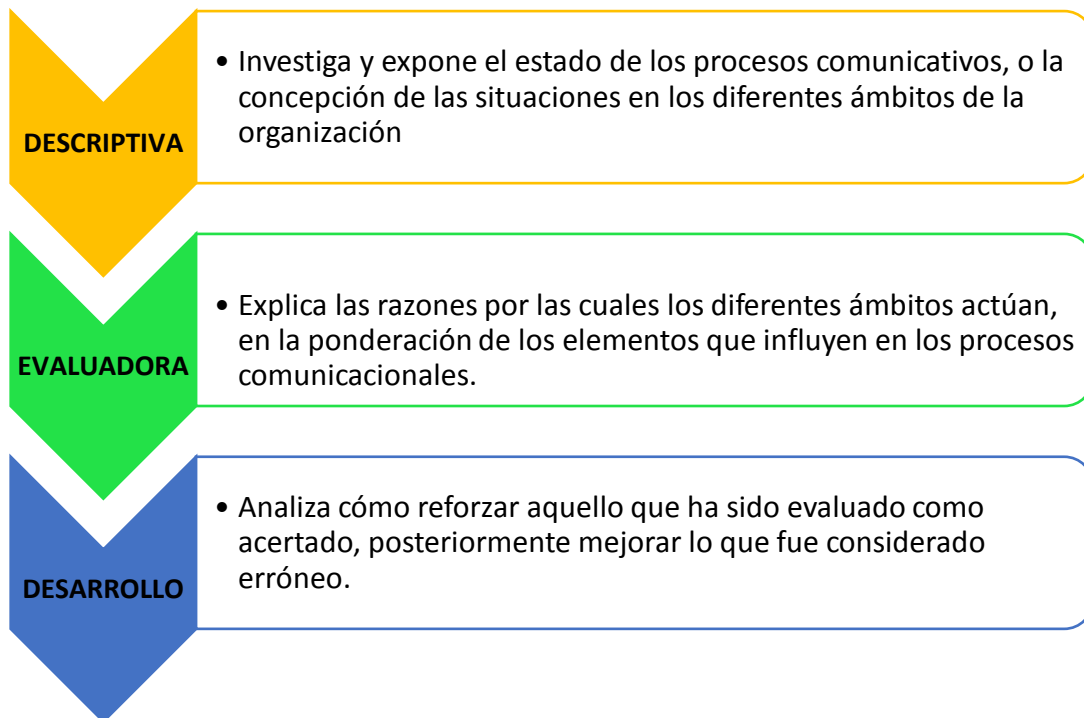 DESCRIPTIVA
• Investiga y expone el estado de los procesos comunicativos, o la
concepción de las situaciones en los diferentes ámbitos de la
organización
EVALUADORA
• Explica las razones por las cuales los diferentes ámbitos actúan,
en la ponderación de los elementos que influyen en los procesos
comunicacionales.
DESARROLLO
• Analiza cómo reforzar aquello que ha sido evaluado como
acertado, posteriormente mejorar lo que fue considerado
erróneo.